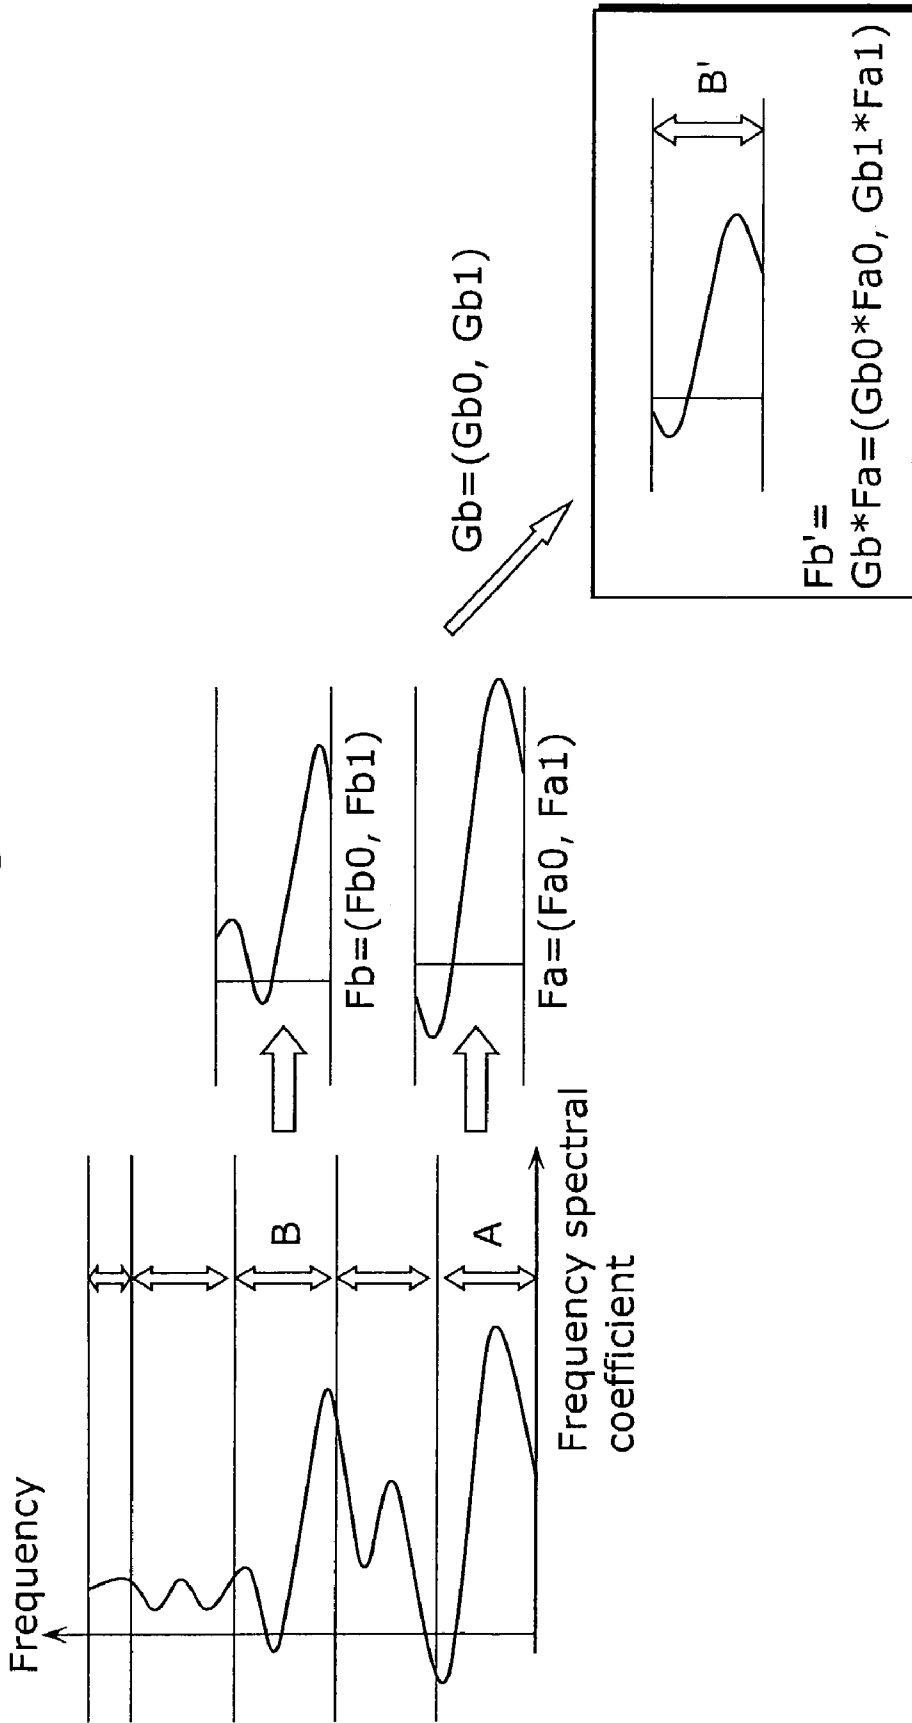 Frequency
B
A
Frequency spectral
coefficient
Fb=(Fb0, Fb1)
Fa=(Fa0, Fa1)
Gb=(Gb0, Gb1)
B'
Fb'=
Gb*Fa=(Gb0*Fa0, Gb1*Fa1)